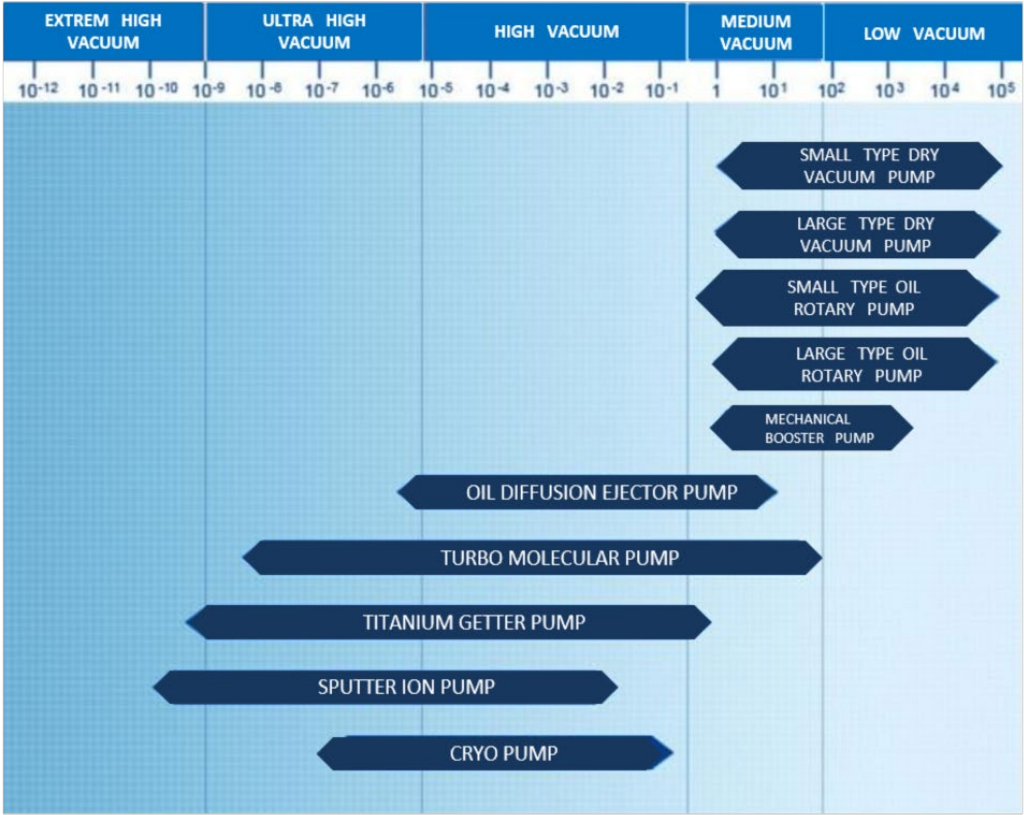 EXTREM HIGH
VACUUM
ULTRA HIGH
VACUUM
HIGH VACUUM
MEDIUM
VACUUM
LOW VACUUM
10-12 10-11 10-10 10-9 10-8 10-7 10-6 10-5 10-4 10-3 10-2 10-1 1 10¹ 10² 10³ 10⁴ 10⁵
SMALL TYPE DRY
VACUUM PUMP
LARGE TYPE DRY
VACUUM PUMP
SMALL TYPE OIL
ROTARY PUMP
LARGE TYPE OIL
ROTARY PUMP
MECHANICAL
BOOSTER PUMP
OIL DIFFUSION EJECTOR PUMP
TURBO MOLECULAR PUMP
TITANIUM GETTER PUMP
SPUTTER ION PUMP
CRYO PUMP